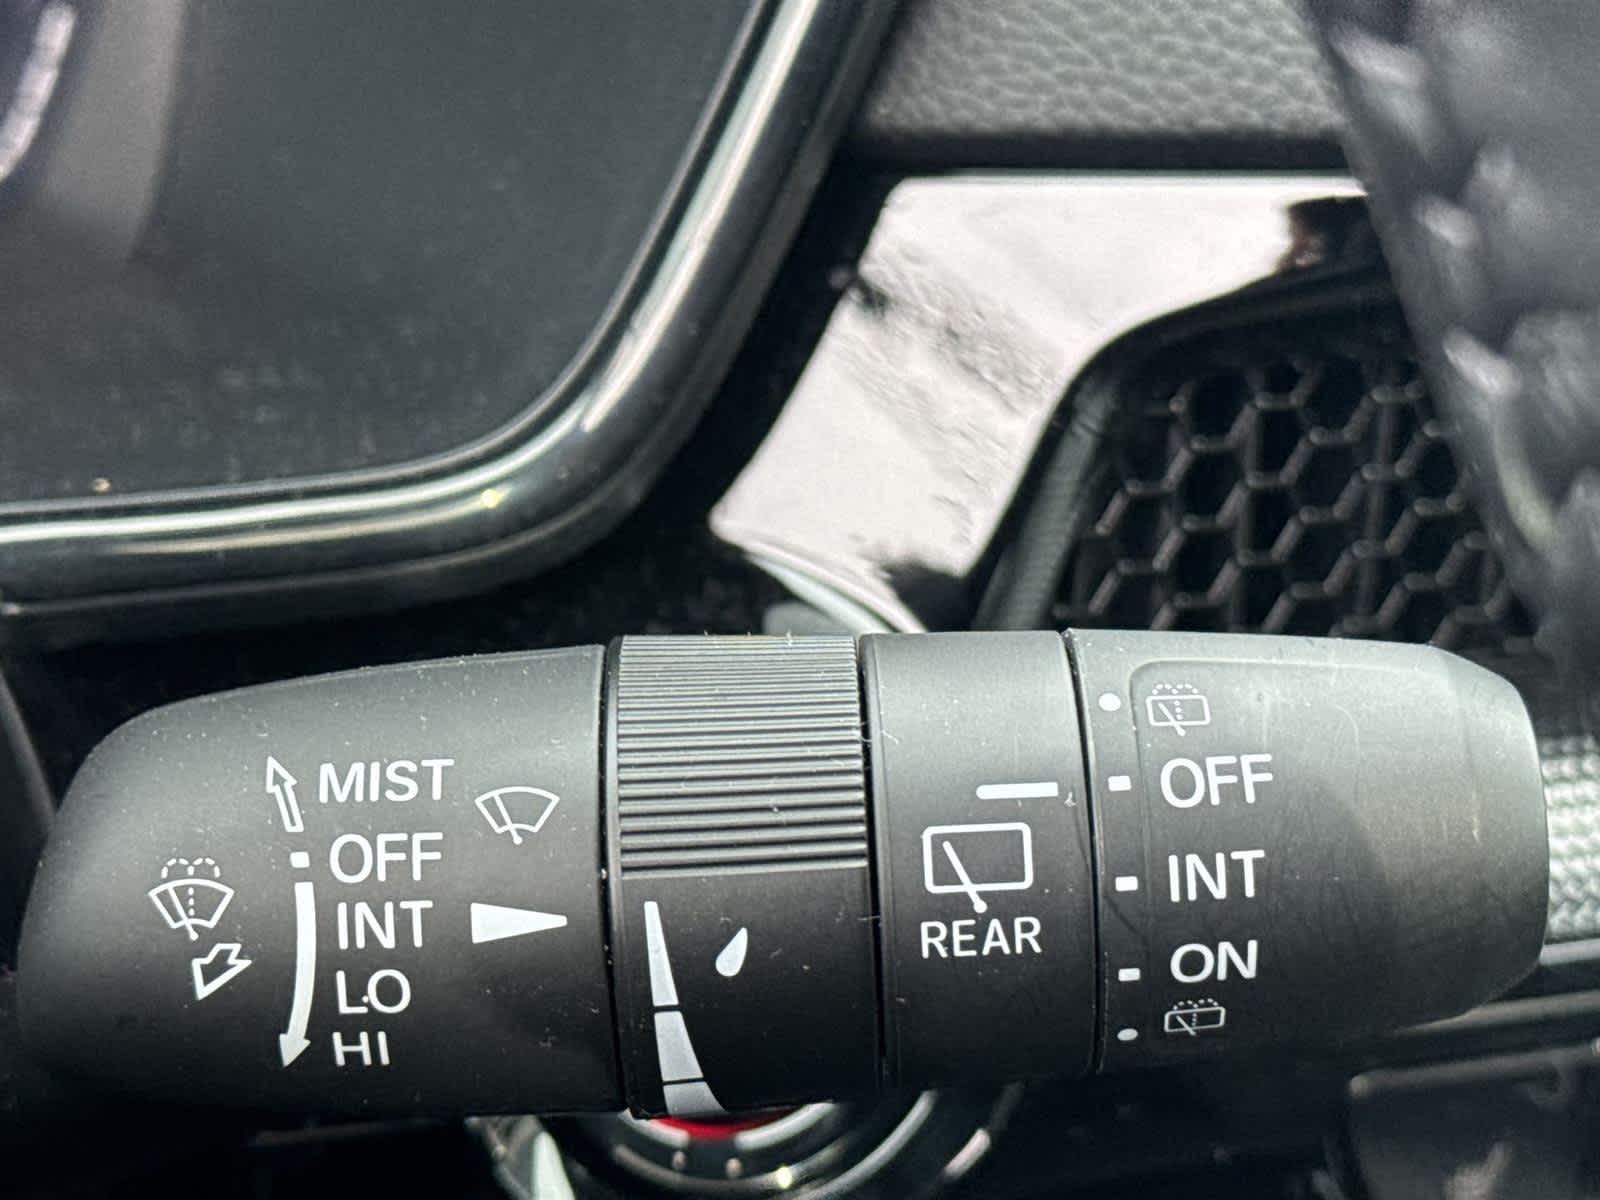 MIST
OFF
INT
LO
HI
REAR
OFF
INT
ON